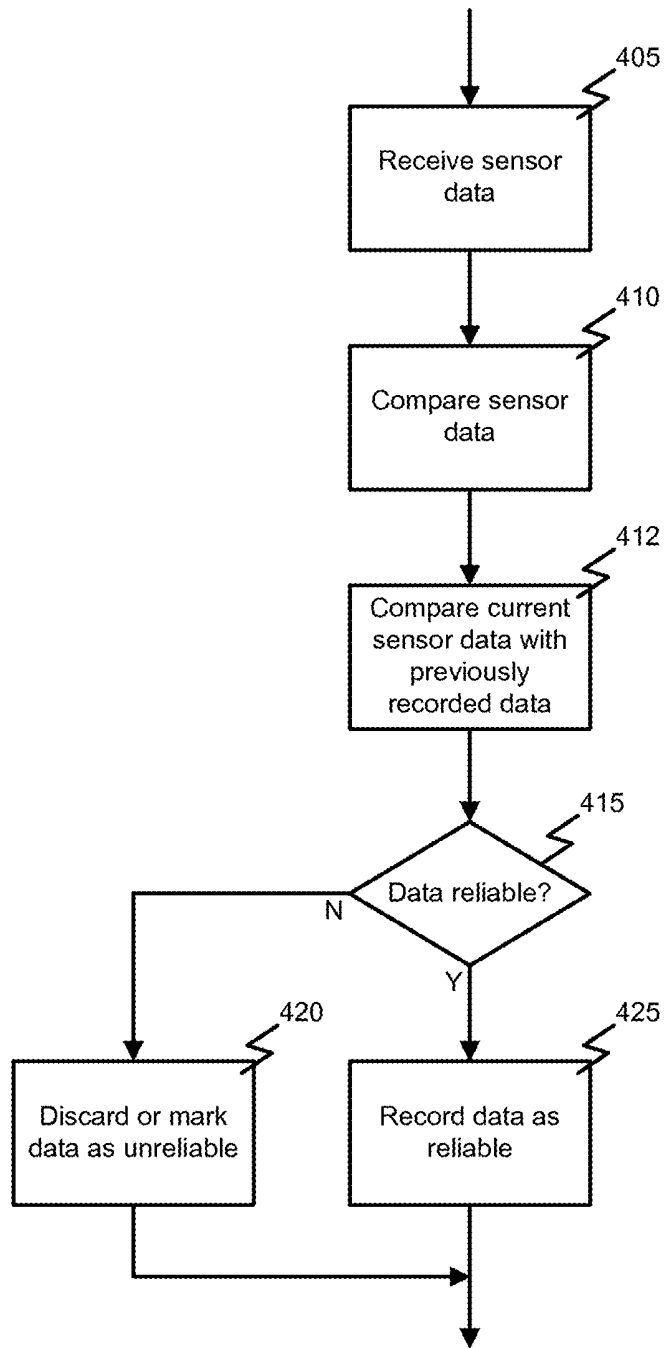 405
Receive sensor
data
410
Compare sensor
data
412
Compare current
sensor data with
previously
recorded data
415
Data reliable?
N
Y
420
425
Discard or mark
data as unreliable
Record data as
reliable